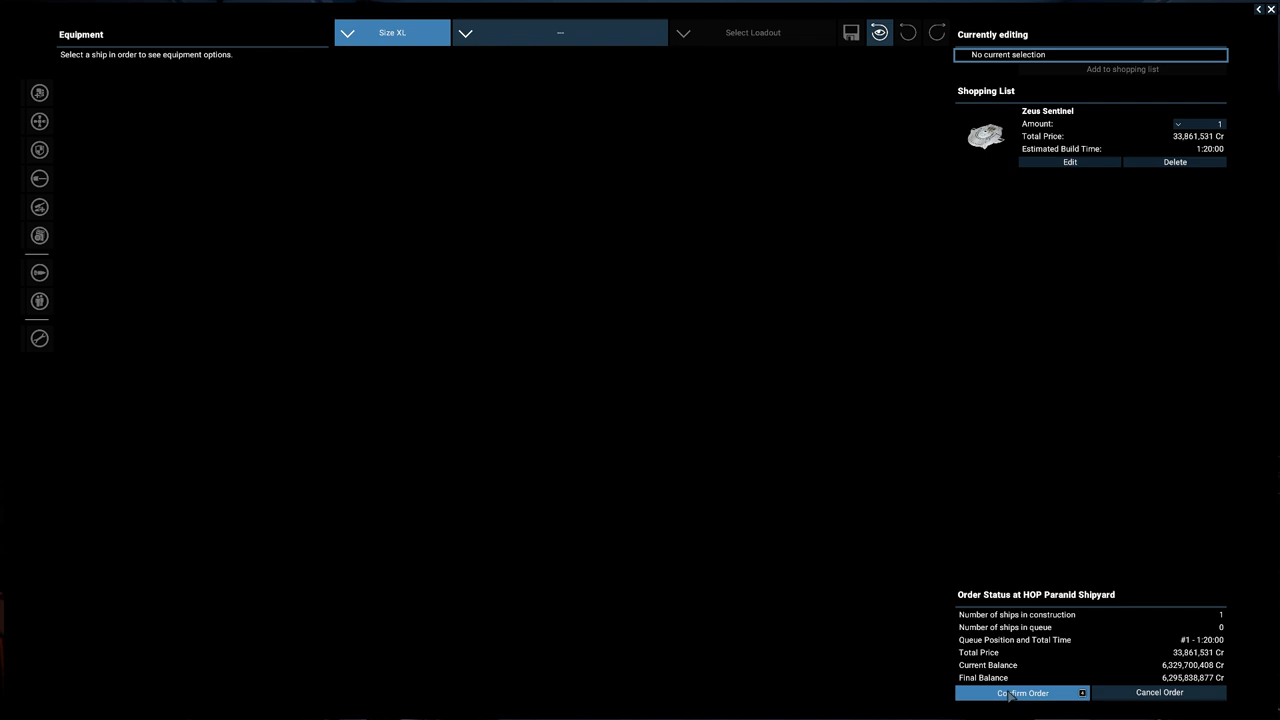 Equipment
Select a ship in order to see equipment options.
Size XL
---
Select Loadout
Currently editing
No current selection
Add to shopping list
Shopping List
Zeus Sentinel
Amount: 1
Total Price: 33,861,531 Cr
Estimated Build Time: 1:20:00
Edit Delete
Order Status at HOP Paranid Shipyard
Number of ships in construction 1
Number of ships in queue 0
Queue Position and Total Time #1 - 1:20:00
Total Price 33,861,531 Cr
Current Balance 6,329,700,408 Cr
Final Balance 6,295,838,877 Cr
Confirm Order Cancel Order